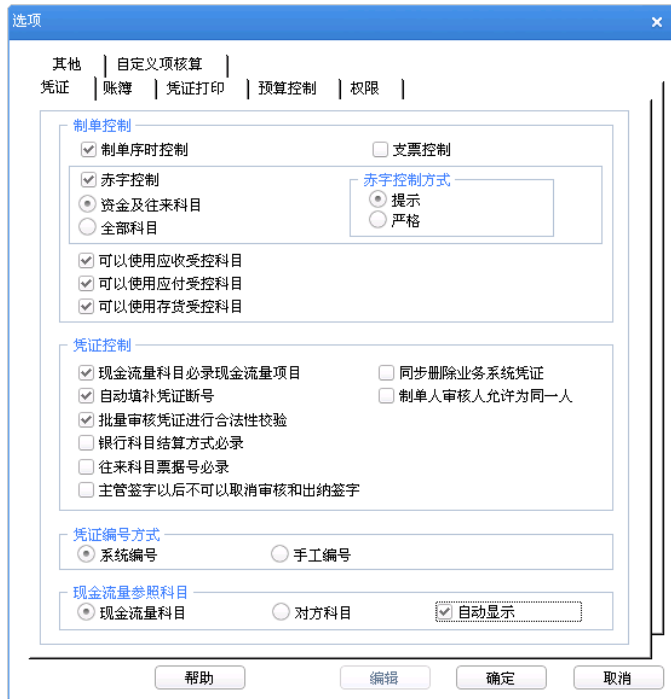 选项
其他 自定义项核算
凭证 账簿 凭证打印 预算控制 权限
制单控制
制单序时控制 支票控制
赤字控制 赤字控制方式
资金及往来科目 提示
全部科目 严格
可以使用应收受控科目
可以使用应付受控科目
可以使用存货受控科目
凭证控制
现金流量科目必录现金流量项目 同步删除业务系统凭证
自动填补凭证断号 制单人审核人允许为同一人
批量审核凭证进行合法性校验
银行科目结算方式必录
往来科目票据号必录
主管签字以后不可以取消审核和出纳签字
凭证编号方式
系统编号 手工编号
现金流量参照科目
现金流量科目 对方科目 自动显示
帮助 编辑 确定 取消